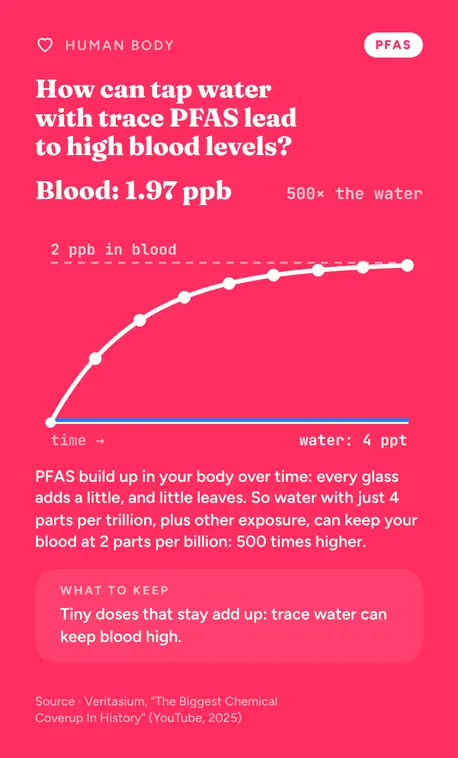 HUMAN BODY
PFAS
How can tap water
with trace PFAS lead
to high blood levels?
Blood: 1.97 ppb
500× the water
2 ppb in blood
time →
water: 4 ppt
PFAS build up in your body over time: every glass
adds a little, and little leaves. So water with just 4
parts per trillion, plus other exposure, can keep your
blood at 2 parts per billion: 500 times higher.
WHAT TO KEEP
Tiny doses that stay add up: trace water can
keep blood high.
Source · Veritasium, "The Biggest Chemical
Coverup In History" (YouTube, 2025)